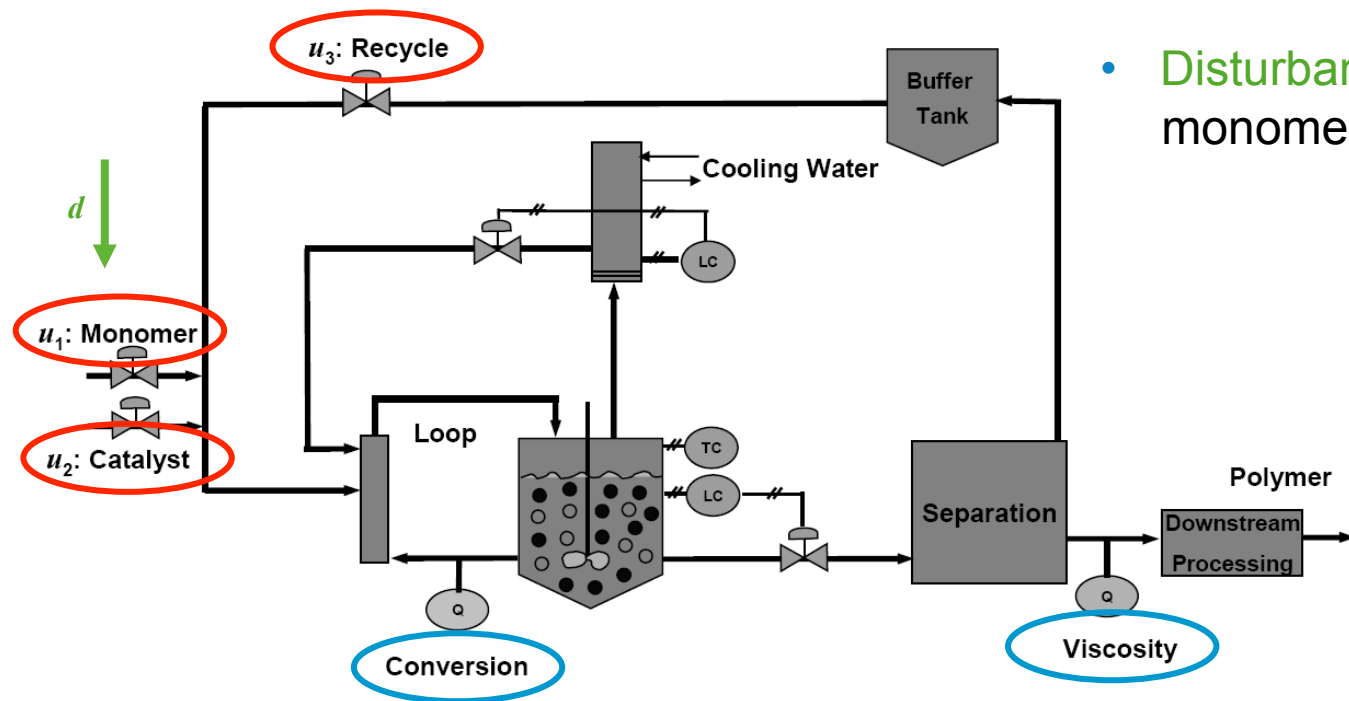 u3: Recycle
Buffer
Tank
• Disturbar
monome
Cooling Water
d
LC
u1: Monomer
Loop
u2: Catalyst
TC
LC
Separation
Polymer
Downstream
Processing
Q
Q
Conversion
Viscosity